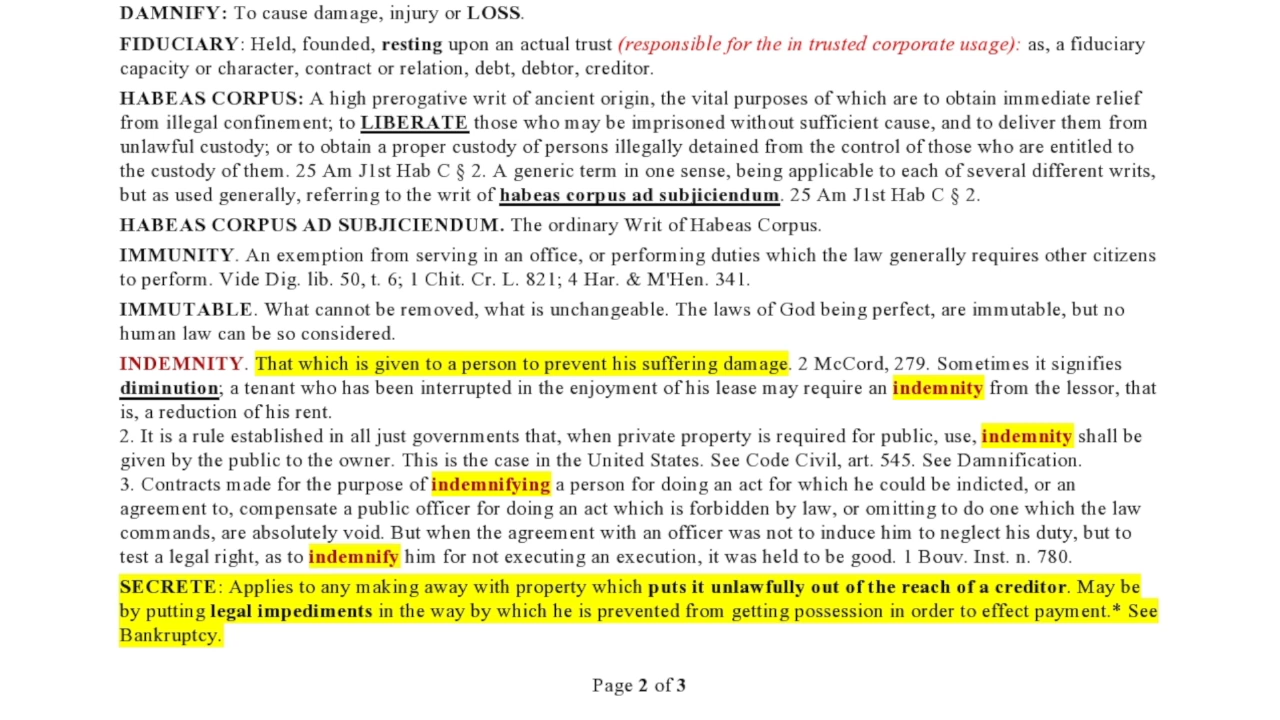 DAMNIFY: To cause damage, injury or LOSS.
FIDUCIARY: Held, founded, resting upon an actual trust (responsible for the in trusted corporate usage): as, a fiduciary
capacity or character, contract or relation, debt, debtor, creditor.
HABEAS CORPUS: A high prerogative writ of ancient origin, the vital purposes of which are to obtain immediate relief
from illegal confinement; to LIBERATE those who may be imprisoned without sufficient cause, and to deliver them from
unlawful custody; or to obtain a proper custody of persons illegally detained from the control of those who are entitled to
the custody of them. 25 Am J1st Hab C § 2. A generic term in one sense, being applicable to each of several different writs,
but as used generally, referring to the writ of habeas corpus ad subjiciendum. 25 Am J1st Hab C § 2.
HABEAS CORPUS AD SUBJICIENDUM. The ordinary Writ of Habeas Corpus.
IMMUNITY. An exemption from serving in an office, or performing duties which the law generally requires other citizens
to perform. Vide Dig. lib. 50, t. 6; 1 Chit. Cr. L. 821; 4 Har. & M'Hen. 341.
IMMUTABLE. What cannot be removed, what is unchangeable. The laws of God being perfect, are immutable, but no
human law can be so considered.
INDEMNITY. That which is given to a person to prevent his suffering damage. 2 McCord, 279. Sometimes it signifies
diminution; a tenant who has been interrupted in the enjoyment of his lease may require an indemnity from the lessor, that
is, a reduction of his rent.
2. It is a rule established in all just governments that, when private property is required for public, use, indemnity shall be
given by the public to the owner. This is the case in the United States. See Code Civil, art. 545. See Damnification.
3. Contracts made for the purpose of indemnifying a person for doing an act for which he could be indicted, or an
agreement to, compensate a public officer for doing an act which is forbidden by law, or omitting to do one which the law
commands, are absolutely void. But when the agreement with an officer was not to induce him to neglect his duty, but to
test a legal right, as to indemnify him for not executing an execution, it was held to be good. 1 Bouv. Inst. n. 780.
SECRETE: Applies to any making away with property which puts it unlawfully out of the reach of a creditor. May be
by putting legal impediments in the way by which he is prevented from getting possession in order to effect payment.* See
Bankruptcy.
Page 2 of 3